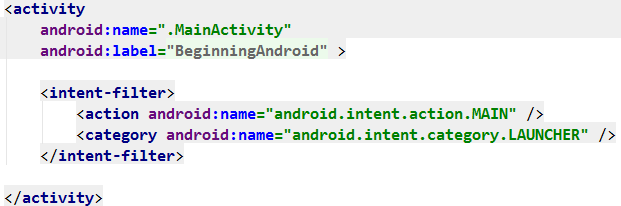 <activity
    android:name=".MainActivity"
    android:label="BeginningAndroid" >
    <intent-filter>
        <action android:name="android.intent.action.MAIN" />
        <category android:name="android.intent.category.LAUNCHER" />
    </intent-filter>
</activity>